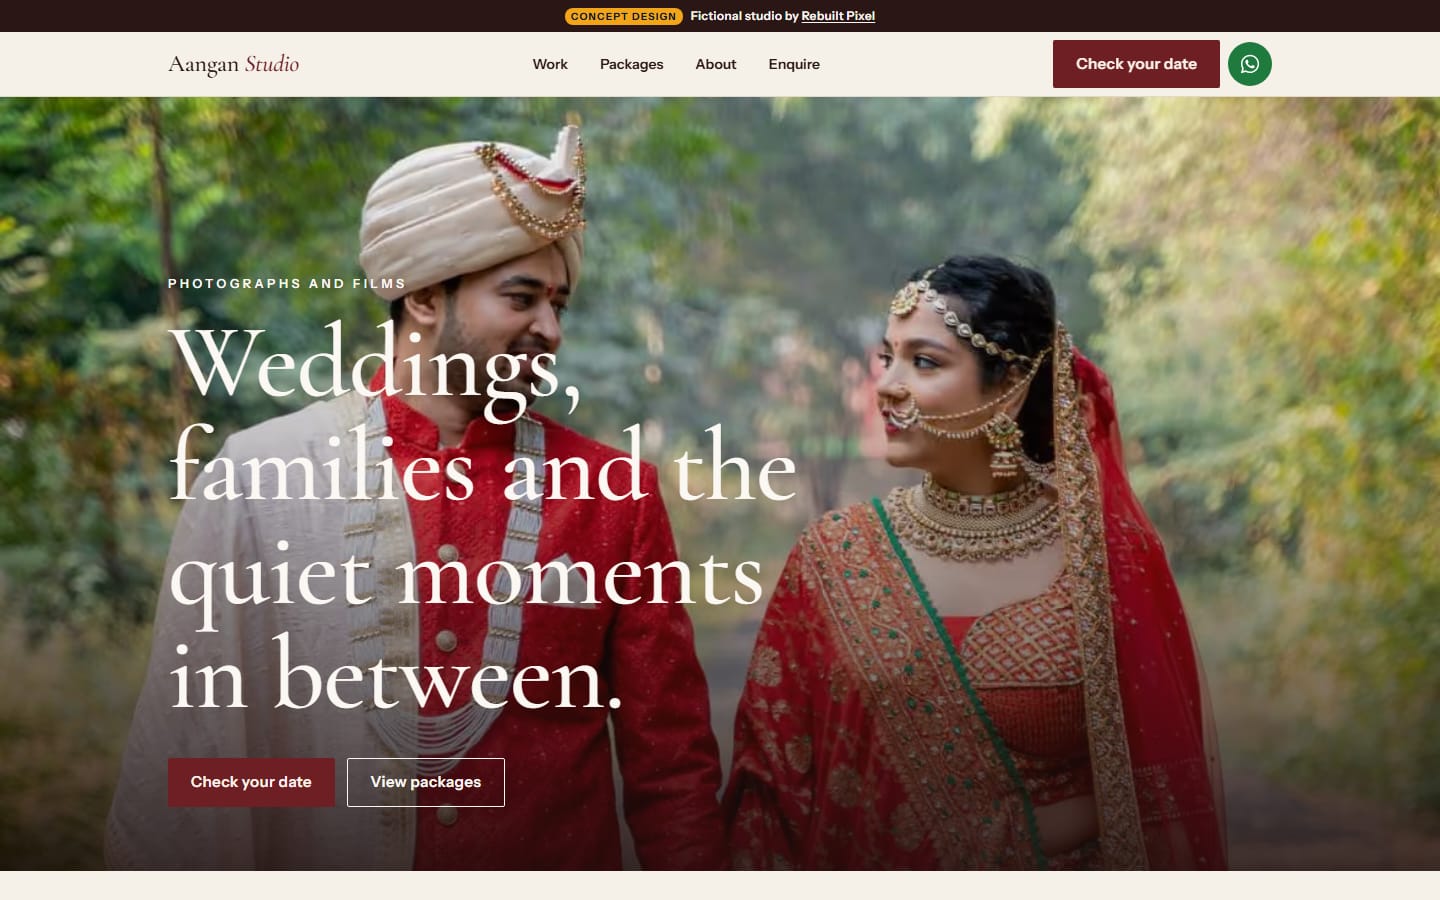 CONCEPT DESIGN Fictional studio by Rebuilt Pixel
Aangan Studio
Work Packages About Enquire
Check your date
PHOTOGRAPHS AND FILMS
Weddings,
families and the
quiet moments
in between.
Check your date
View packages